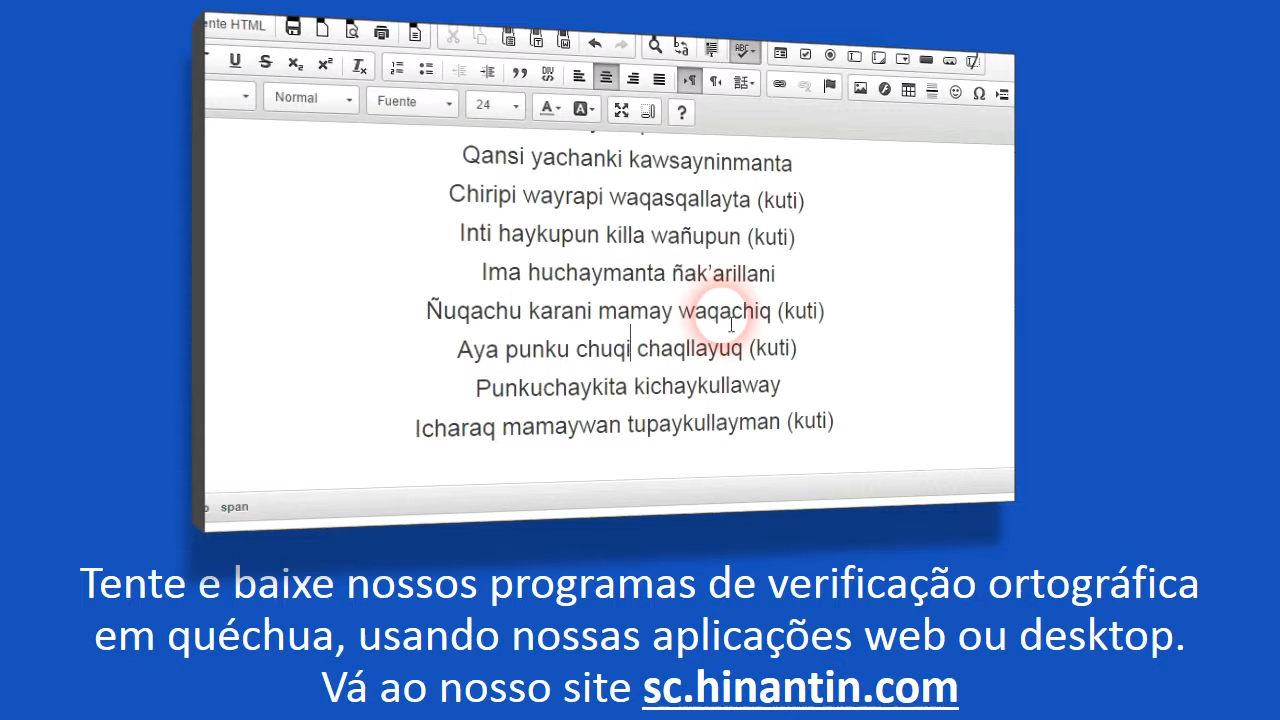 ente HTML
Normal Fuente 24
Qansi yachanki kawsayninmanta
Chiripi wayrapi waqasqallayta (kuti)
Inti haykupun killa wañupun (kuti)
Ima huchaymanta ñak'arillani
Ñuqachu karani mamay waqachiq (kuti)
Aya punku chuqi chaqllayuq (kuti)
Punkuchaykita kichaykullaway
Icharaq mamaywan tupaykullayman (kuti)
span
Tente e baixe nossos programas de verificação ortográfica
em quéchua, usando nossas aplicações web ou desktop.
Vá ao nosso site sc.hinantin.com